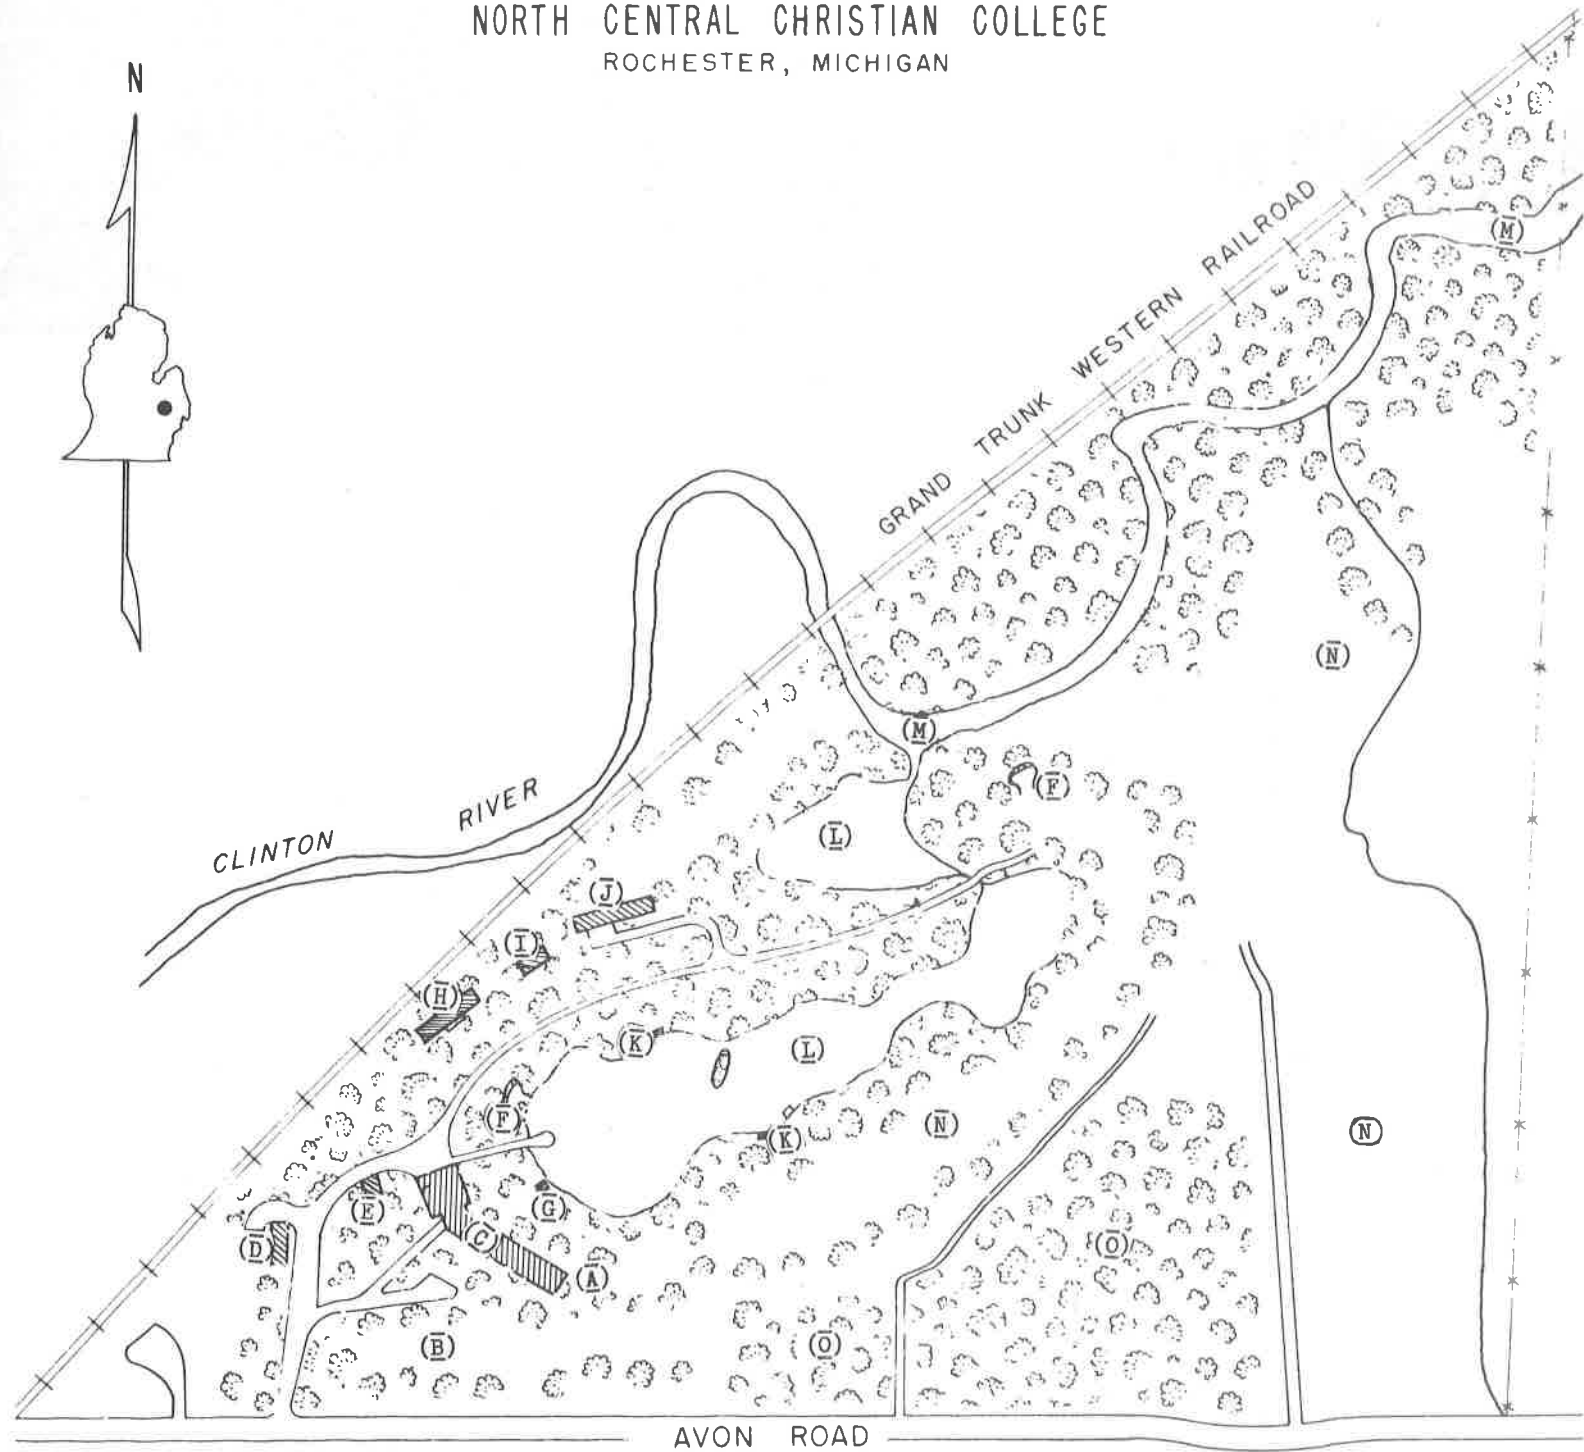 NORTH CENTRAL CHRISTIAN COLLEGE
ROCHESTER, MICHIGAN
N
GRAND TRUNK WESTERN RAILROAD
(M)
(N)
(M)
(F)
CLINTON RIVER
(L)
(J)
(I)
(H)
(K)
(L)
(F)
(K)
(N)
(N)
(E)
(G)
(D)
(C)
(O)
(A)
(B)
(O)
AVON ROAD